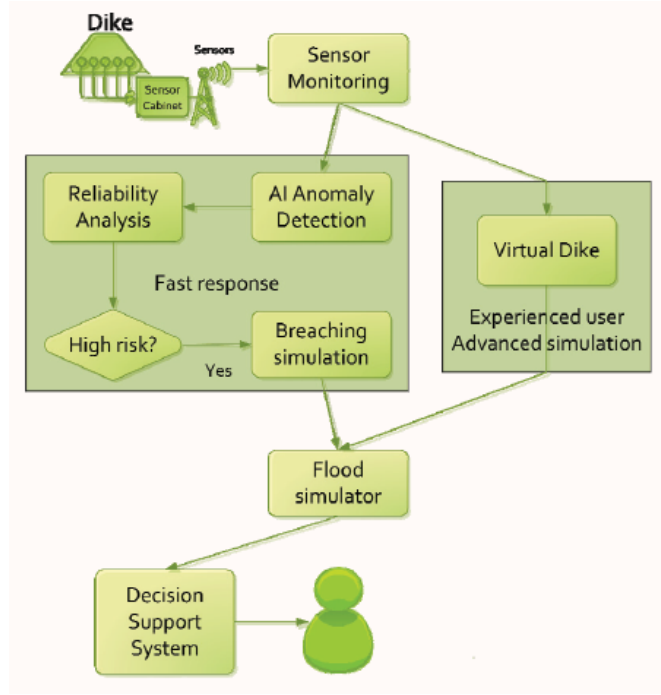 Dike
Sensors
Sensor
Cabinet
Sensor
Monitoring
Reliability
Analysis
AI Anomaly
Detection
Virtual Dike
Fast response
Experienced user
Advanced simulation
High risk?
Yes
Breaching
simulation
Flood
simulator
Decision
Support
System